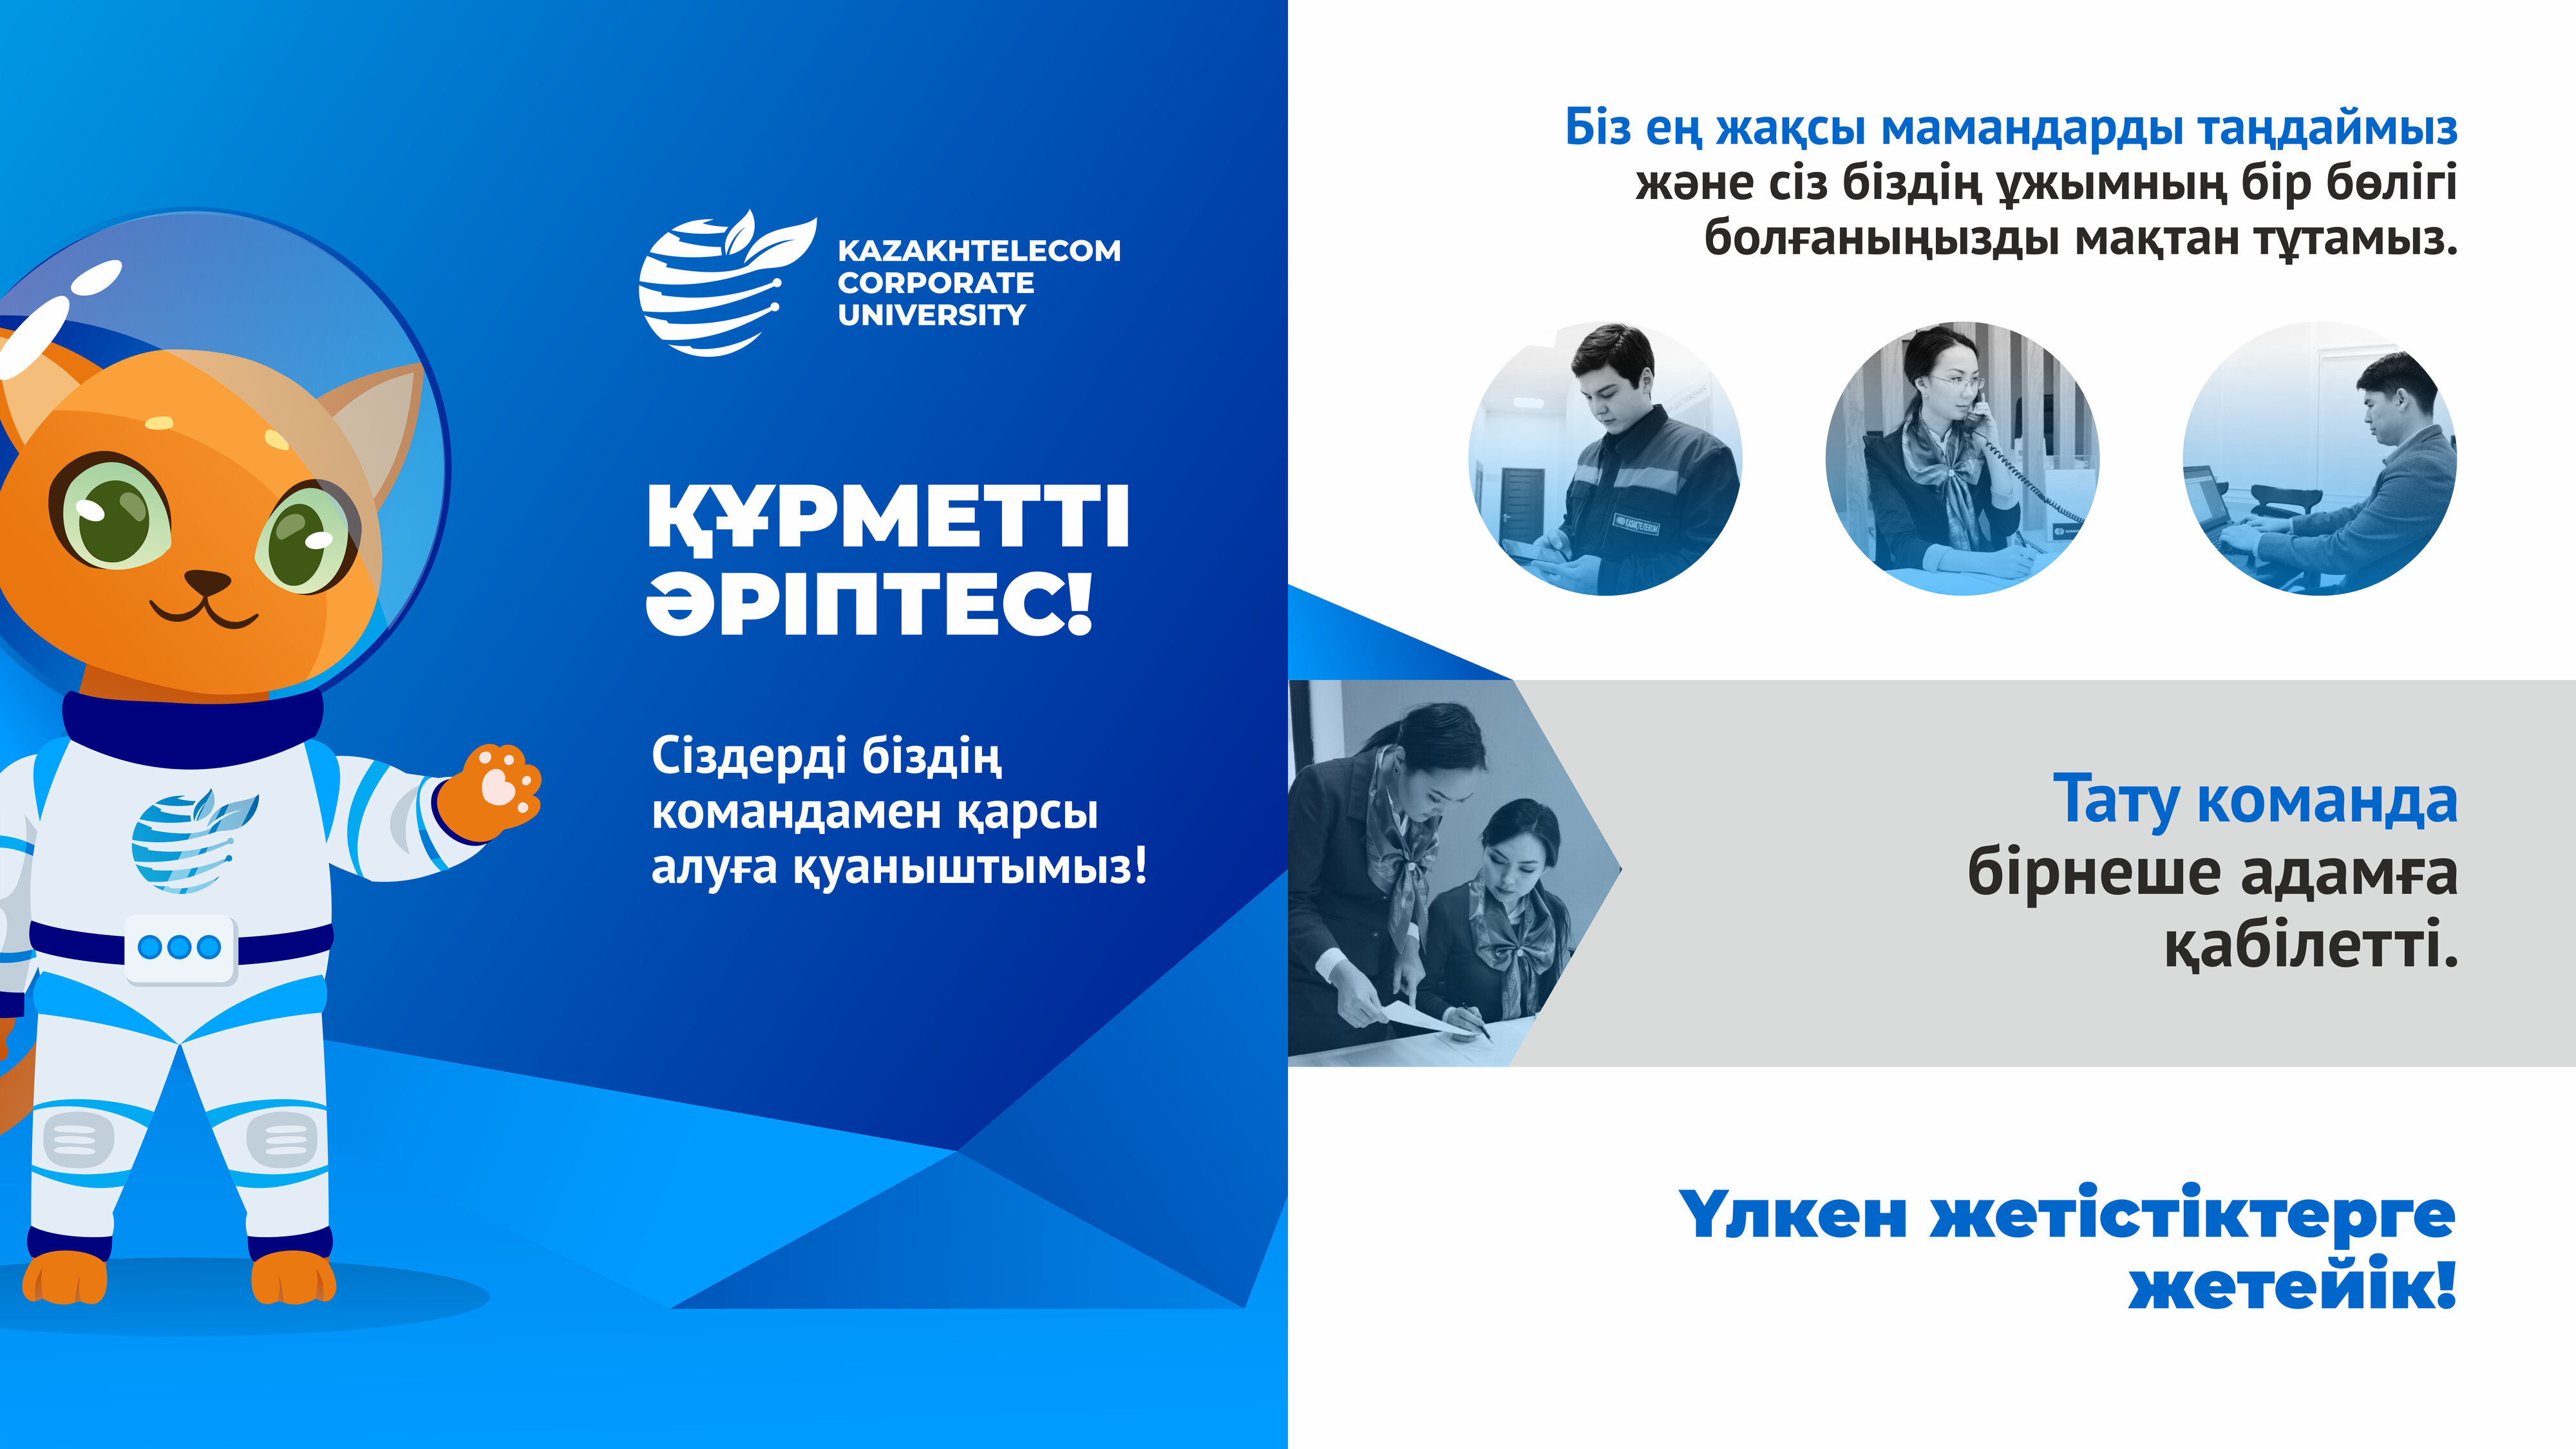 KAZAKHTELECOM
CORPORATE
UNIVERSITY
ҚҰРМЕТТІ
ӘРІПТЕС!
Сіздерді біздің
командамен қарсы
алуға қуаныштымыз!
Біз ең жақсы мамандарды таңдаймыз
және сіз біздің ұжымның бір бөлігі
болғаныңызды мақтан тұтамыз.
ҚАЗАҚТЕЛЕКОМ
Тату команда
бірнеше адамға
қабілетті.
Үлкен жетістіктерге
жетейік!